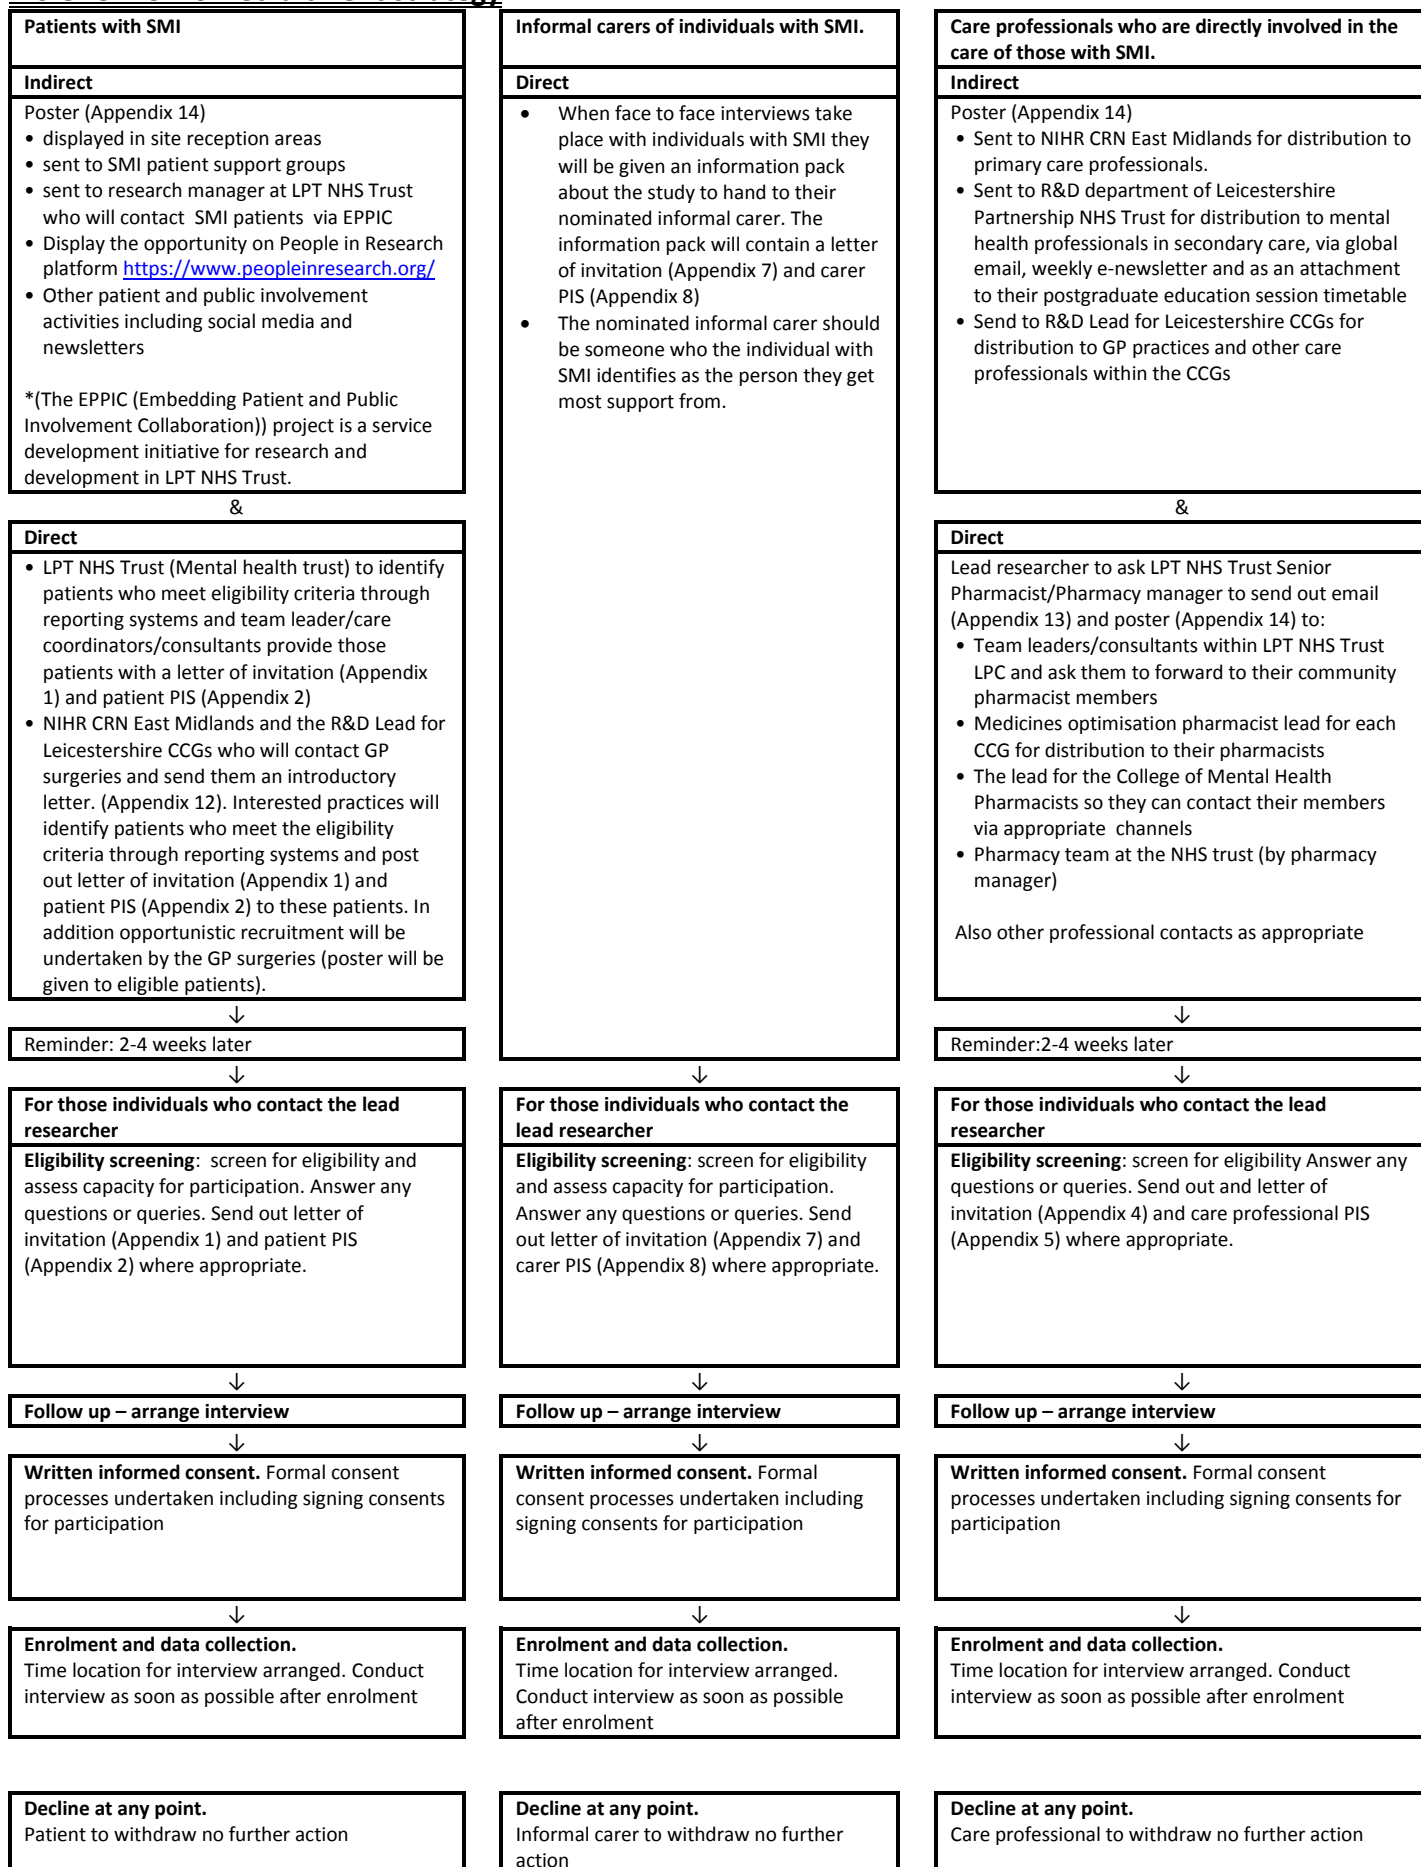 Patients with SMI
Indirect
Poster (Appendix 14)
• displayed in site reception areas
• sent to SMI patient support groups
• sent to research manager at LPT NHS Trust
who will contact SMI patients via EPPIC
• Display the opportunity on People in Research
platform https://www.peopleinresearch.org/
• Other patient and public involvement
activities including social media and
newsletters
*(The EPPIC (Embedding Patient and Public
Involvement Collaboration)) project is a service
development initiative for research and
development in LPT NHS Trust.
&
Direct
• LPT NHS Trust (Mental health trust) to identify
patients who meet eligibility criteria through
reporting systems and team leader/care
coordinators/consultants provide those
patients with a letter of invitation (Appendix
1) and patient PIS (Appendix 2)
• NIHR CRN East Midlands and the R&D Lead for
Leicestershire CCGs who will contact GP
surgeries and send them an introductory
letter. (Appendix 12). Interested practices will
identify patients who meet the eligibility
criteria through reporting systems and post
out letter of invitation (Appendix 1) and
patient PIS (Appendix 2) to these patients. In
addition opportunistic recruitment will be
undertaken by the GP surgeries (poster will be
given to eligible patients).
↓
Reminder: 2-4 weeks later
↓
For those individuals who contact the lead
researcher
Eligibility screening: screen for eligibility and
assess capacity for participation. Answer any
questions or queries. Send out letter of
invitation (Appendix 1) and patient PIS
(Appendix 2) where appropriate.
↓
Follow up – arrange interview
↓
Written informed consent. Formal consent
processes undertaken including signing consents
for participation
↓
Enrolment and data collection.
Time location for interview arranged. Conduct
interview as soon as possible after enrolment
Decline at any point.
Patient to withdraw no further action
Informal carers of individuals with SMI.
Direct
• When face to face interviews take
place with individuals with SMI they
will be given an information pack
about the study to hand to their
nominated informal carer. The
information pack will contain a letter
of invitation (Appendix 7) and carer
PIS (Appendix 8)
• The nominated informal carer should
be someone who the individual with
SMI identifies as the person they get
most support from.
↓
For those individuals who contact the
lead researcher
Eligibility screening: screen for eligibility
and assess capacity for participation.
Answer any questions or queries. Send
out letter of invitation (Appendix 7) and
carer PIS (Appendix 8) where appropriate.
↓
Follow up – arrange interview
↓
Written informed consent. Formal
consent processes undertaken including
signing consents for participation
↓
Enrolment and data collection.
Time location for interview arranged.
Conduct interview as soon as possible
after enrolment
Decline at any point.
Informal carer to withdraw no further
action
Care professionals who are directly involved in the
care of those with SMI.
Indirect
Poster (Appendix 14)
• Sent to NIHR CRN East Midlands for distribution to
primary care professionals.
• Sent to R&D department of Leicestershire
Partnership NHS Trust for distribution to mental
health professionals in secondary care, via global
email, weekly e-newsletter and as an attachment
to their postgraduate education session timetable
• Send to R&D Lead for Leicestershire CCGs for
distribution to GP practices and other care
professionals within the CCGs
&
Direct
Lead researcher to ask LPT NHS Trust Senior
Pharmacist/Pharmacy manager to send out email
(Appendix 13) and poster (Appendix 14) to:
• Team leaders/consultants within LPT NHS Trust
LPC and ask them to forward to their community
pharmacist members
• Medicines optimisation pharmacist lead for each
CCG for distribution to their pharmacists
• The lead for the College of Mental Health
Pharmacists so they can contact their members
via appropriate channels
• Pharmacy team at the NHS trust (by pharmacy
manager)
Also other professional contacts as appropriate
↓
Reminder:2-4 weeks later
↓
For those individuals who contact the lead
researcher
Eligibility screening: screen for eligibility Answer any
questions or queries. Send out and letter of
invitation (Appendix 4) and care professional PIS
(Appendix 5) where appropriate.
↓
Follow up – arrange interview
↓
Written informed consent. Formal consent
processes undertaken including signing consents for
participation
↓
Enrolment and data collection.
Time location for interview arranged. Conduct
interview as soon as possible after enrolment
Decline at any point.
Care professional to withdraw no further action